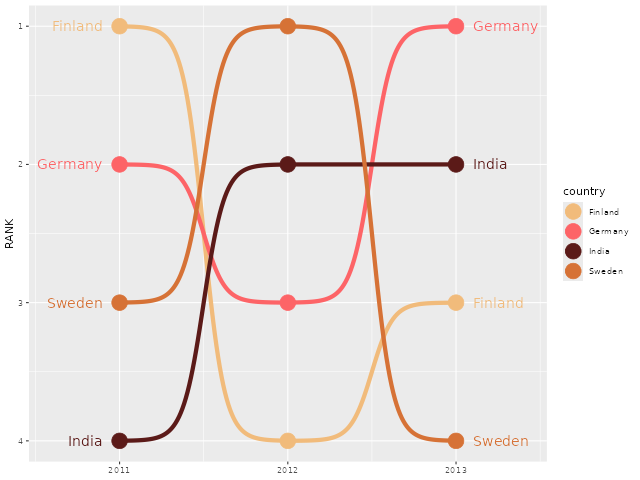 1
2
3
4
RANK
Finland
Germany
Sweden
India
Germany
India
Finland
Sweden
2011
2012
2013
country
Finland
Germany
India
Sweden